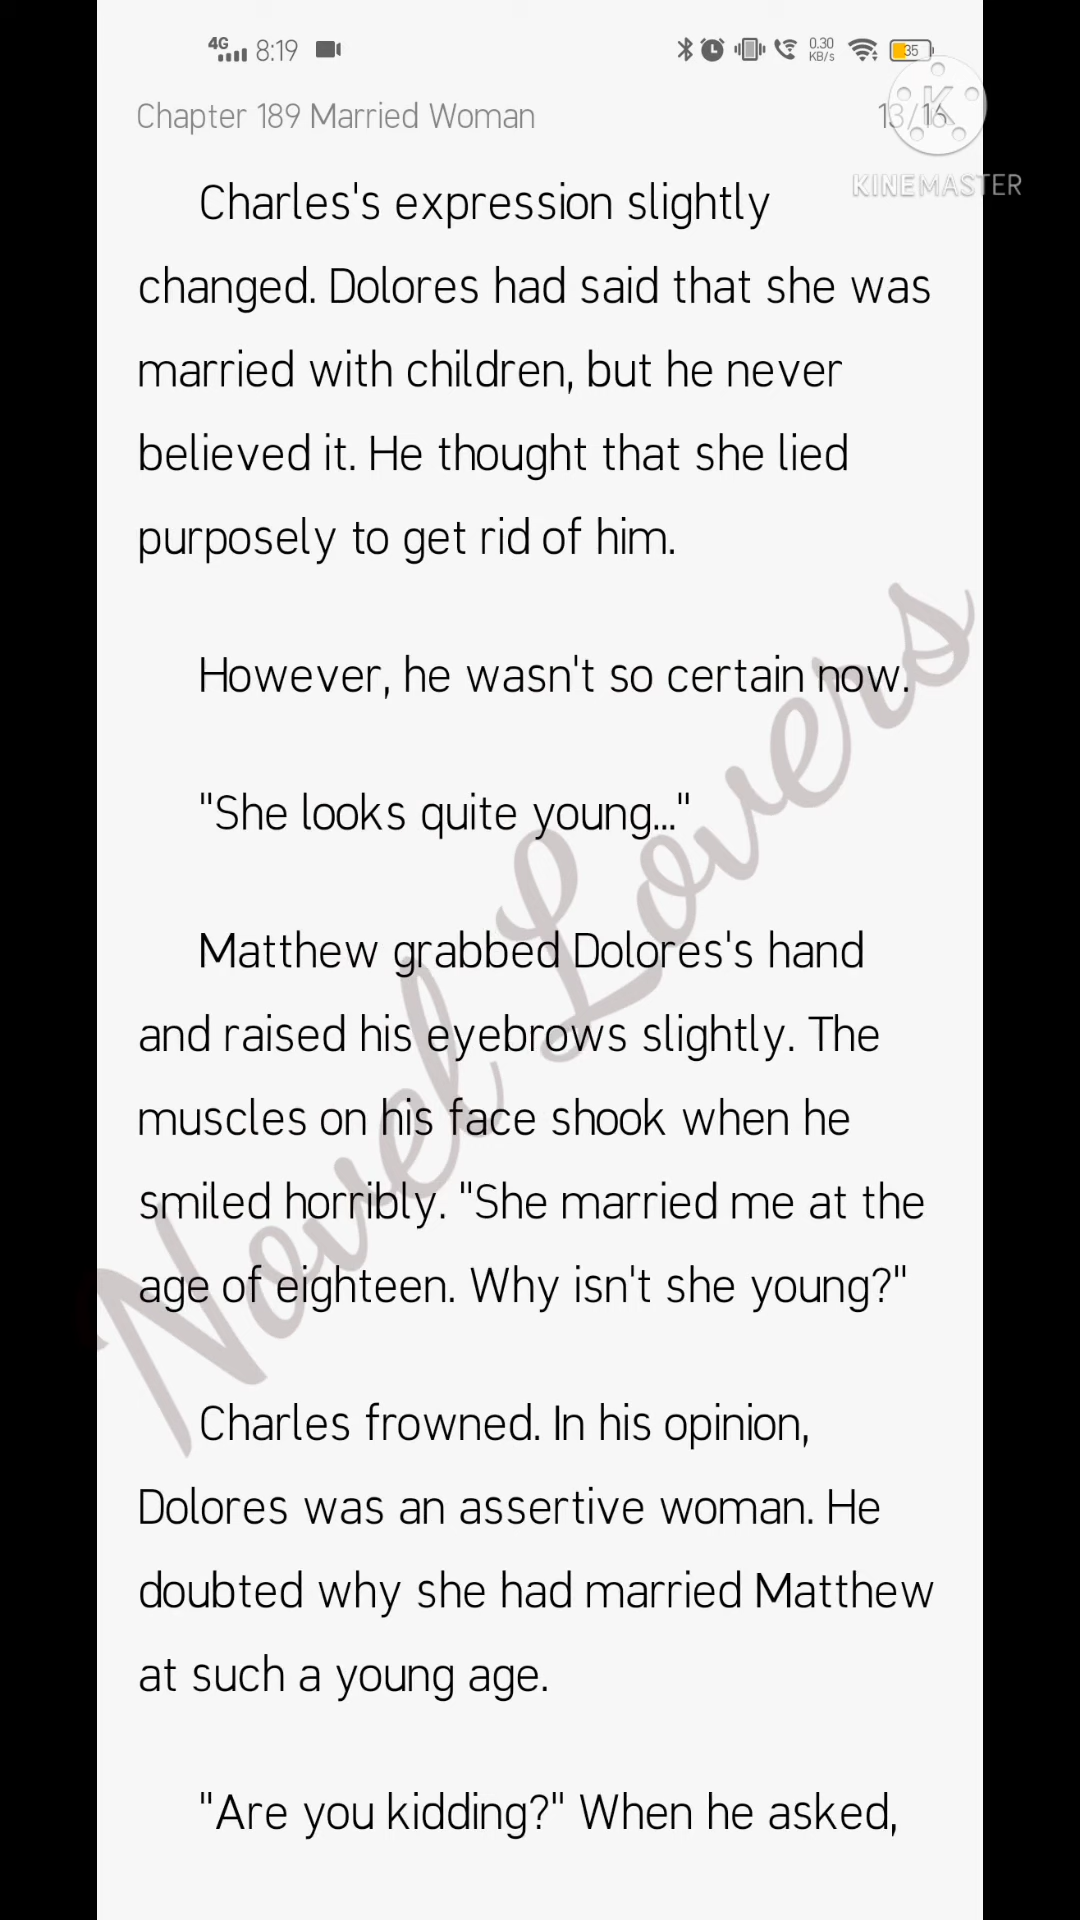 4G 8:19 0.30 KB/s 35
Chapter 189 Married Woman 13/16
KINEMASTER
Charles's expression slightly
changed. Dolores had said that she was
married with children, but he never
believed it. He thought that she lied
purposely to get rid of him.
However, he wasn't so certain now.
"She looks quite young..."
Matthew grabbed Dolores's hand
and raised his eyebrows slightly. The
muscles on his face shook when he
smiled horribly. "She married me at the
age of eighteen. Why isn't she young?"
Charles frowned. In his opinion,
Dolores was an assertive woman. He
doubted why she had married Matthew
at such a young age.
"Are you kidding?" When he asked,
Novel Lovers